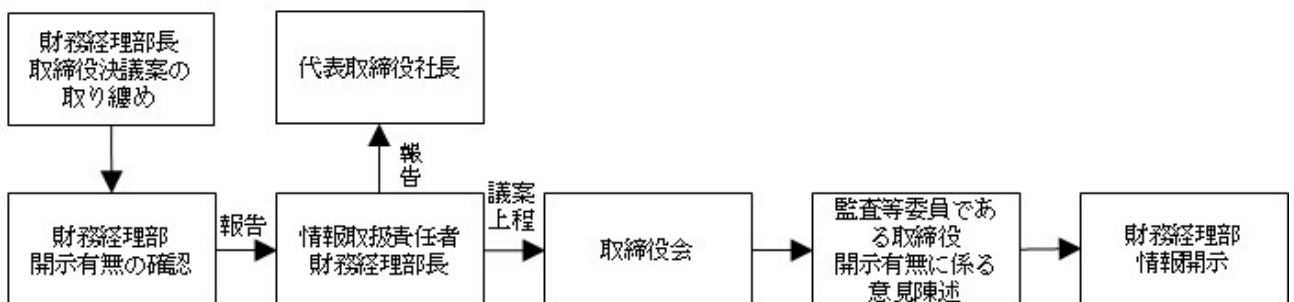 財務経理部長
取締役決議案の
取り纏め
代表取締役社長
報
告
財務経理部
開示有無の確認
報告
情報取扱責任者
財務経理部長
議案
上程
取締役会
監査等委員であ
る取締役
開示有無に係る
意見陳述
財務経理部
情報開示